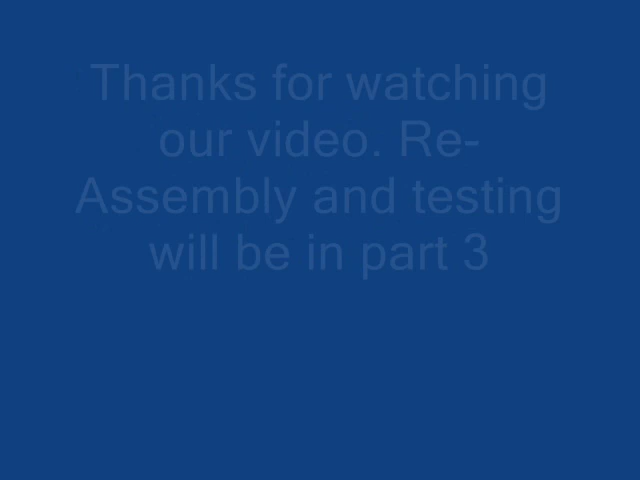 Thanks for watching
our video. Re-
Assembly and testing
will be in part 3